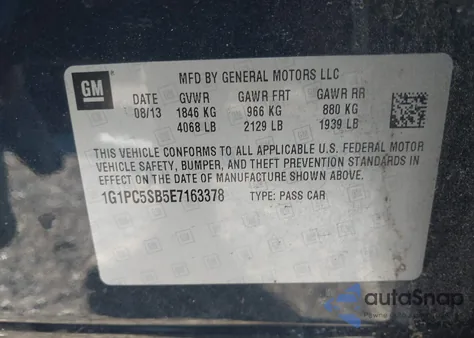 GM
MFD BY GENERAL MOTORS LLC
DATE GVWR GAWR FRT GAWR RR
08/13 1846 KG 966 KG 880 KG
4068 LB 2129 LB 1939 LB
THIS VEHICLE CONFORMS TO ALL APPLICABLE U.S. FEDERAL MOTOR
VEHICLE SAFETY, BUMPER, AND THEFT PREVENTION STANDARDS IN
EFFECT ON THE DATE OF MANUFACTURE SHOWN ABOVE.
1G1PC5SB5E7163378 TYPE: PASS CAR
autoSnap